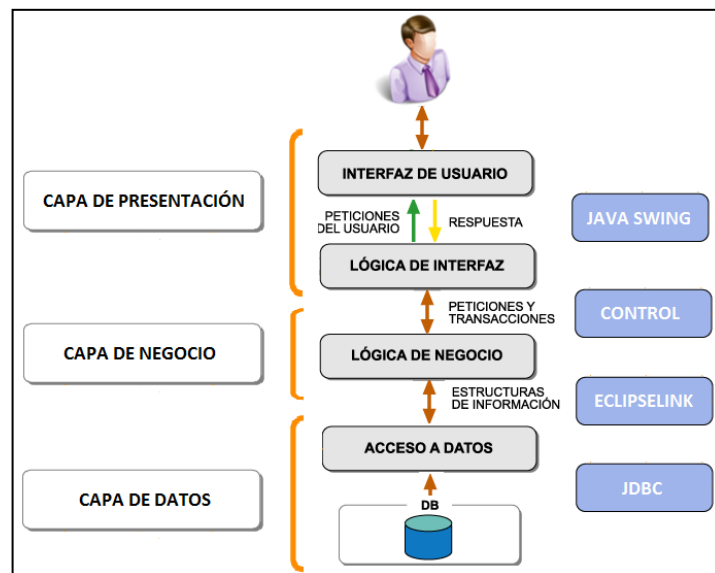 INTERFAZ DE USUARIO
CAPA DE PRESENTACIÓN
PETICIONES
DEL USUARIO
RESPUESTA
JAVA SWING
LÓGICA DE INTERFAZ
PETICIONES Y
TRANSACCIONES
CONTROL
CAPA DE NEGOCIO
LÓGICA DE NEGOCIO
ESTRUCTURAS
DE INFORMACIÓN
ECLIPSELINK
ACCESO A DATOS
JDBC
CAPA DE DATOS
DB